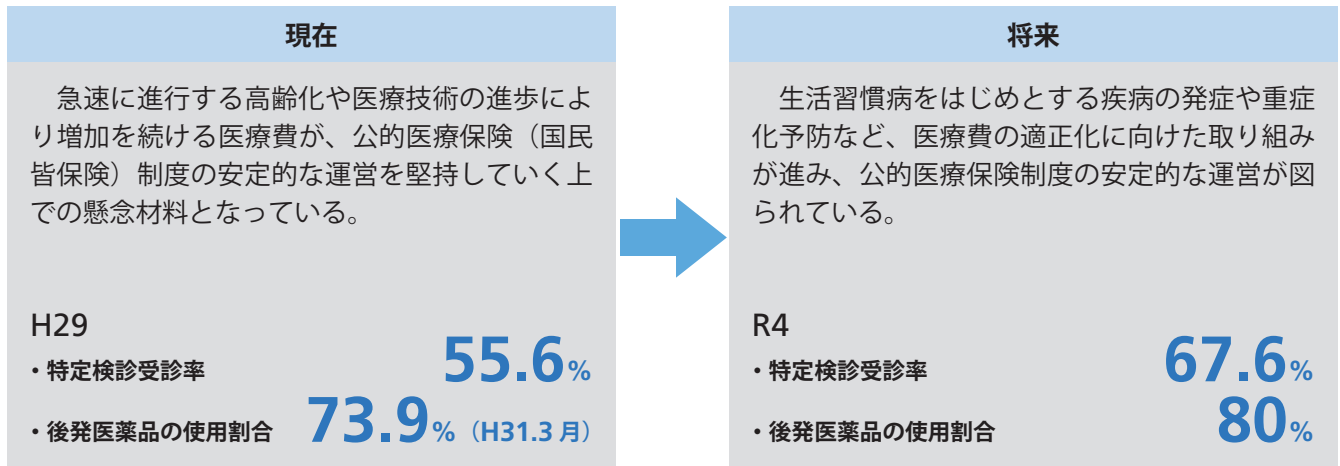 現在
急速に進行する高齢化や医療技術の進歩によ
り増加を続ける医療費が、公的医療保険（国民
皆保険）制度の安定的な運営を堅持していく上
での懸念材料となっている。
H29
・特定検診受診率 55.6%
・後発医薬品の使用割合 73.9%（H31.3月）
将来
生活習慣病をはじめとする疾病の発症や重症
化予防など、医療費の適正化に向けた取り組み
が進み、公的医療保険制度の安定的な運営が図
られている。
R4
・特定検診受診率 67.6%
・後発医薬品の使用割合 80%